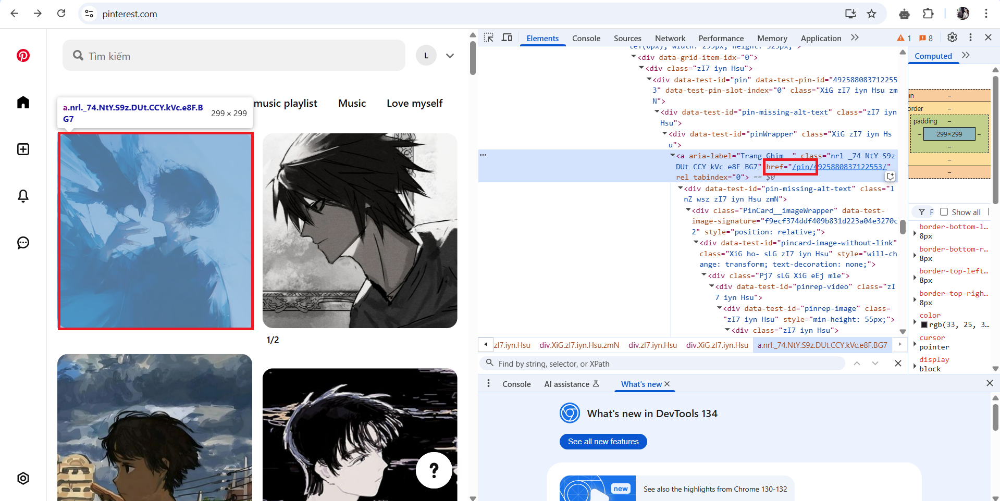 pinterest.com
Tìm kiếm
L
music playlist
Music
Love myself
a.nrl._74.NtY.S9z.DUt.CCY.kVc.e8F.B
G7
299 × 299
1/2
?
Elements
Console
Sources
Network
Performance
Memory
Application
1
8
<div data-grid-item-idx="0">
<div class="zI7 iyn Hsu">
<div data-test-id="pin" data-test-pin-id="492588083712255
3" data-test-pin-slot-index="0" class="XiG zI7 iyn Hsu zm
N">
<div data-test-id="pin-missing-alt-text" class="zI7 iyn
Hsu">
<div data-test-id="pinWrapper" class="XiG zI7 iyn Hs
u">
<a aria-label="Trang Ghim  " class="nrl _74 NtY S9z
DUt CCY kVc e8F BG7" href="/pin/4925880837122553/"
rel tabindex="0"> == $0
<div data-test-id="pin-missing-alt-text" class="l
nZ wsz zI7 iyn Hsu zmN">
<div class="PinCard__imageWrapper" data-test-
image-signature="f9ecf374ddf409b831d223a04e3270c
2" style="position: relative;">
<div data-test-id="pincard-image-without-link"
class="XiG ho- sLG zI7 iyn Hsu" style="will-ch
ange: transform; text-decoration: none;">
<div class="Pj7 sLG XiG eEj m1e">
<div data-test-id="pinrep-video" class="zI
7 iyn Hsu">
<div data-test-id="pinrep-image" class=
"zI7 iyn Hsu" style="min-height: 55px;">
<div class="zI7 iyn Hsu">
zI7.iyn.Hsu
div.XiG.zI7.iyn.Hsu.zmN
div.zI7.iyn.Hsu
div.XiG.zI7.iyn.Hsu
a.nrl._74.NtY.S9z.DUt.CCY.kVc.e8F.BG7
Find by string, selector, or XPath
Computed
in
order
padding
299×299
F
Show all
border-bottom-l…
8px
border-bottom-r…
8px
border-top-left…
8px
border-top-righ…
8px
color
rgb(33, 25, 3…
cursor
pointer
display
block
Console
AI assistance
What's new
What's new in DevTools 134
See all new features
new
See also the highlights from Chrome 130-132